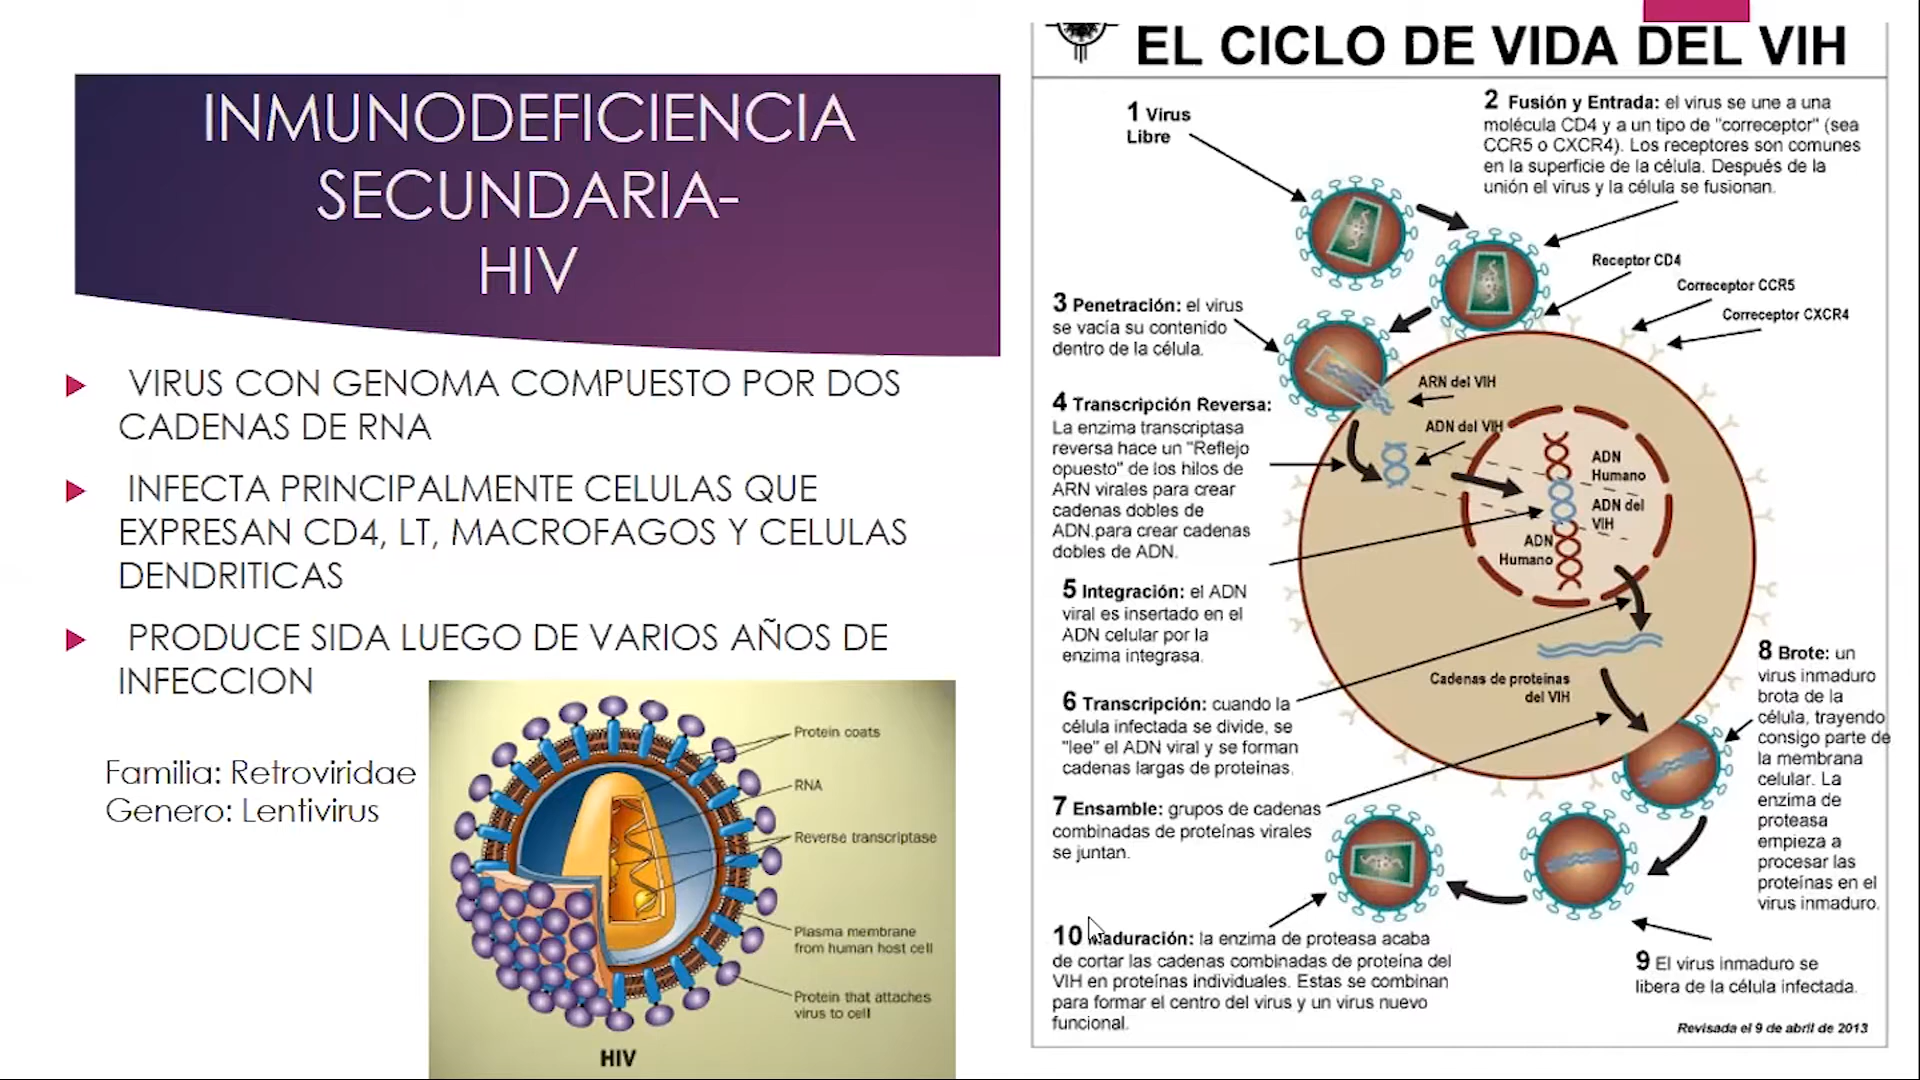 INMUNODEFICIENCIA
SECUNDARIA-
HIV
VIRUS CON GENOMA COMPUESTO POR DOS
CADENAS DE RNA
INFECTA PRINCIPALMENTE CELULAS QUE
EXPRESAN CD4, LT, MACROFAGOS Y CELULAS
DENDRITICAS
PRODUCE SIDA LUEGO DE VARIOS AÑOS DE
INFECCION
Familia: Retroviridae
Genero: Lentivirus
Protein coats
RNA
Reverse transcriptase
Plasma membrane
from human host cell
Protein that attaches
virus to cell
HIV
EL CICLO DE VIDA DEL VIH
1 Virus
Libre
2 Fusión y Entrada: el virus se une a una
molécula CD4 y a un tipo de "correceptor" (sea
CCR5 o CXCR4). Los receptores son comunes
en la superficie de la célula. Después de la
unión el virus y la célula se fusionan.
Receptor CD4
Correceptor CCR5
Correceptor CXCR4
3 Penetración: el virus
se vacía su contenido
dentro de la célula.
ARN del VIH
ADN del VIH
4 Transcripción Reversa:
La enzima transcriptasa
reversa hace un "Reflejo
opuesto" de los hilos de
ARN virales para crear
cadenas dobles de
ADN.para crear cadenas
dobles de ADN.
ADN
Humano
ADN del
VIH
ADN
Humano
5 Integración: el ADN
viral es insertado en el
ADN celular por la
enzima integrasa.
Cadenas de proteínas
del VIH
6 Transcripción: cuando la
célula infectada se divide, se
"lee" el ADN viral y se forman
cadenas largas de proteinas.
7 Ensamble: grupos de cadenas
combinadas de proteínas virales
se juntan.
8 Brote: un
virus inmaduro
brota de la
célula, trayendo
consigo parte de
la membrana
celular. La
enzima de
proteasa
empieza a
procesar las
proteínas en el
virus inmaduro.
9 El virus inmaduro se
libera de la célula infectada.
10 Maduración: la enzima de proteasa acaba
de cortar las cadenas combinadas de proteína del
VIH en proteínas individuales. Estas se combinan
para formar el centro del virus y un virus nuevo
funcional.
Revisada el 9 de abril de 2013